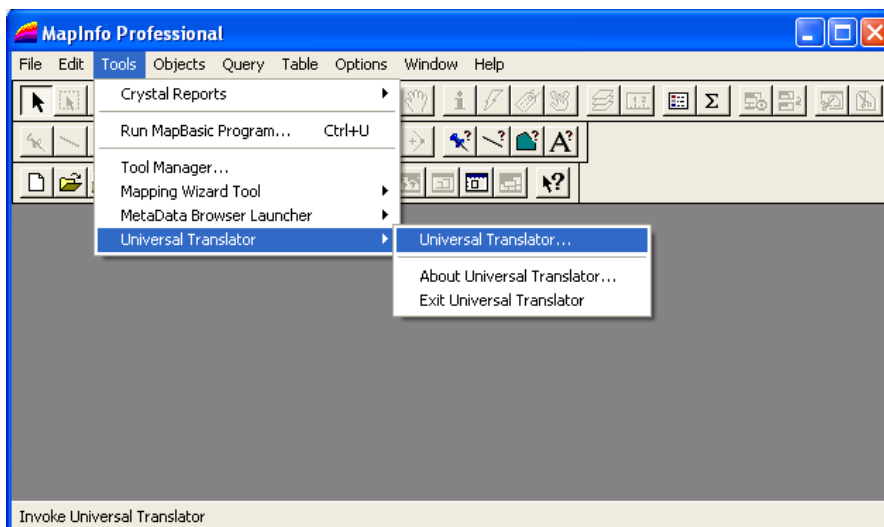 MapInfo Professional
File Edit Tools Objects Query Table Options Window Help
Crystal Reports
Run MapBasic Program... Ctrl+U
Tool Manager...
Mapping Wizard Tool
MetaData Browser Launcher
Universal Translator
Universal Translator...
About Universal Translator...
Exit Universal Translator
Invoke Universal Translator